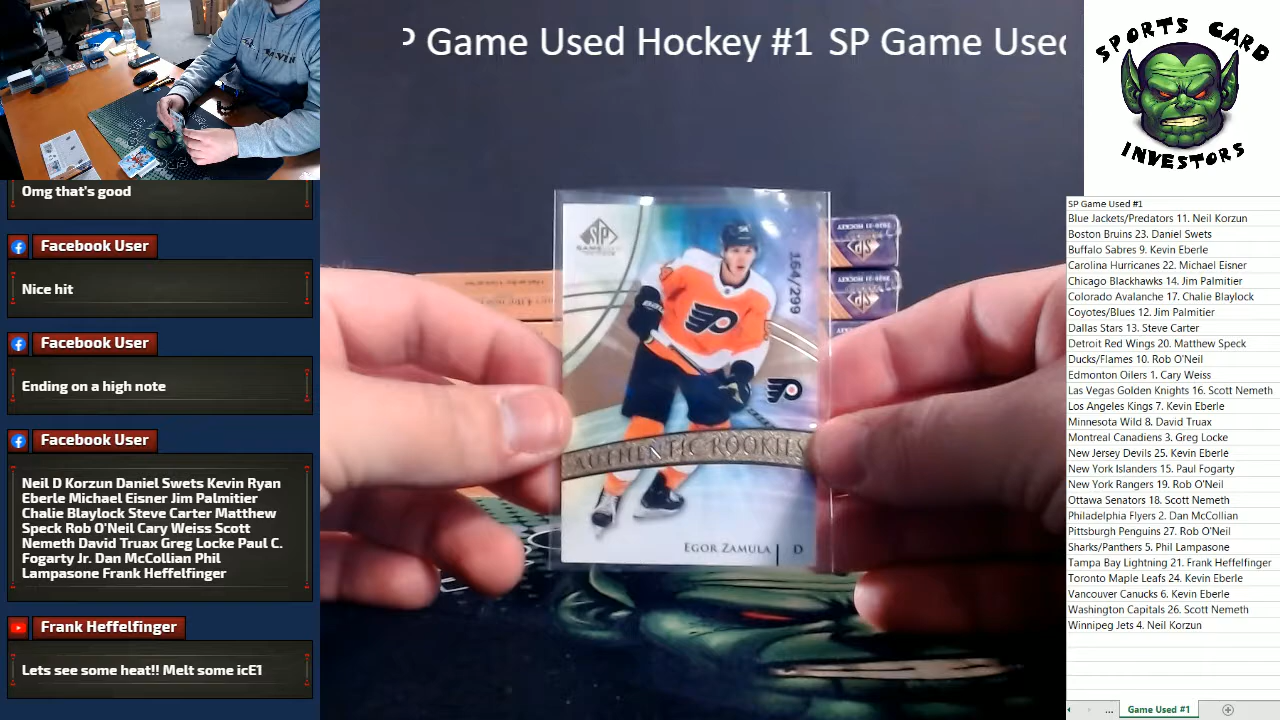 P Game Used Hockey #1 SP Game Used
SPORTS CARD
INVESTORS
Omg that's good
Facebook User
Nice hit
Facebook User
Ending on a high note
Facebook User
Neil D Korzun Daniel Swets Kevin Ryan
Eberle Michael Eisner Jim Palmitier
Chalie Blaylock Steve Carter Matthew
Speck Rob O'Neil Cary Weiss Scott
Nemeth David Truax Greg Locke Paul C.
Fogarty Jr. Dan McCollian Phil
Lampasone Frank Heffelfinger
Frank Heffelfinger
Lets see some heat!! Melt some icE1
SP
164/299
AUTHENTIC ROOKIES
EGOR ZAMULA D
SP
SP
SP Game Used #1
Blue Jackets/Predators 11. Neil Korzun
Boston Bruins 23. Daniel Swets
Buffalo Sabres 9. Kevin Eberle
Carolina Hurricanes 22. Michael Eisner
Chicago Blackhawks 14. Jim Palmitier
Colorado Avalanche 17. Chalie Blaylock
Coyotes/Blues 12. Jim Palmitier
Dallas Stars 13. Steve Carter
Detroit Red Wings 20. Matthew Speck
Ducks/Flames 10. Rob O'Neil
Edmonton Oilers 1. Cary Weiss
Las Vegas Golden Knights 16. Scott Nemeth
Los Angeles Kings 7. Kevin Eberle
Minnesota Wild 8. David Truax
Montreal Canadiens 3. Greg Locke
New Jersey Devils 25. Kevin Eberle
New York Islanders 15. Paul Fogarty
New York Rangers 19. Rob O'Neil
Ottawa Senators 18. Scott Nemeth
Philadelphia Flyers 2. Dan McCollian
Pittsburgh Penguins 27. Rob O'Neil
Sharks/Panthers 5. Phil Lampasone
Tampa Bay Lightning 21. Frank Heffelfinger
Toronto Maple Leafs 24. Kevin Eberle
Vancouver Canucks 6. Kevin Eberle
Washington Capitals 26. Scott Nemeth
Winnipeg Jets 4. Neil Korzun
... Game Used #1